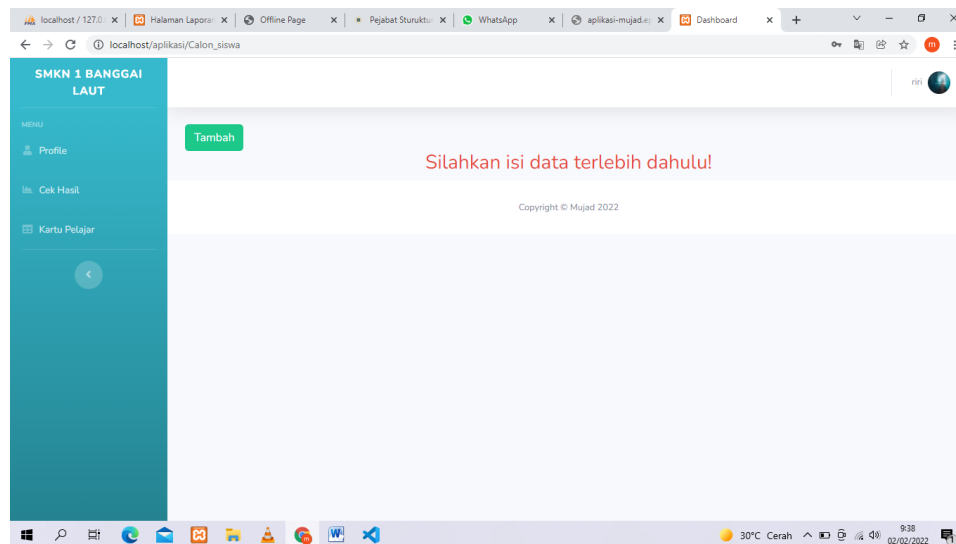 localhost / 127.0.
Halaman Laporan
Offline Page
Pejabat Sturuktu
WhatsApp
aplikasi-mujad.ep
Dashboard
localhost/aplikasi/Calon_siswa
m
SMKN 1 BANGGAI
LAUT
riri
MENU
Profile
Cek Hasil
Kartu Pelajar
Tambah
Silahkan isi data terlebih dahulu!
Copyright © Mujad 2022
30°C Cerah
9:38
02/02/2022